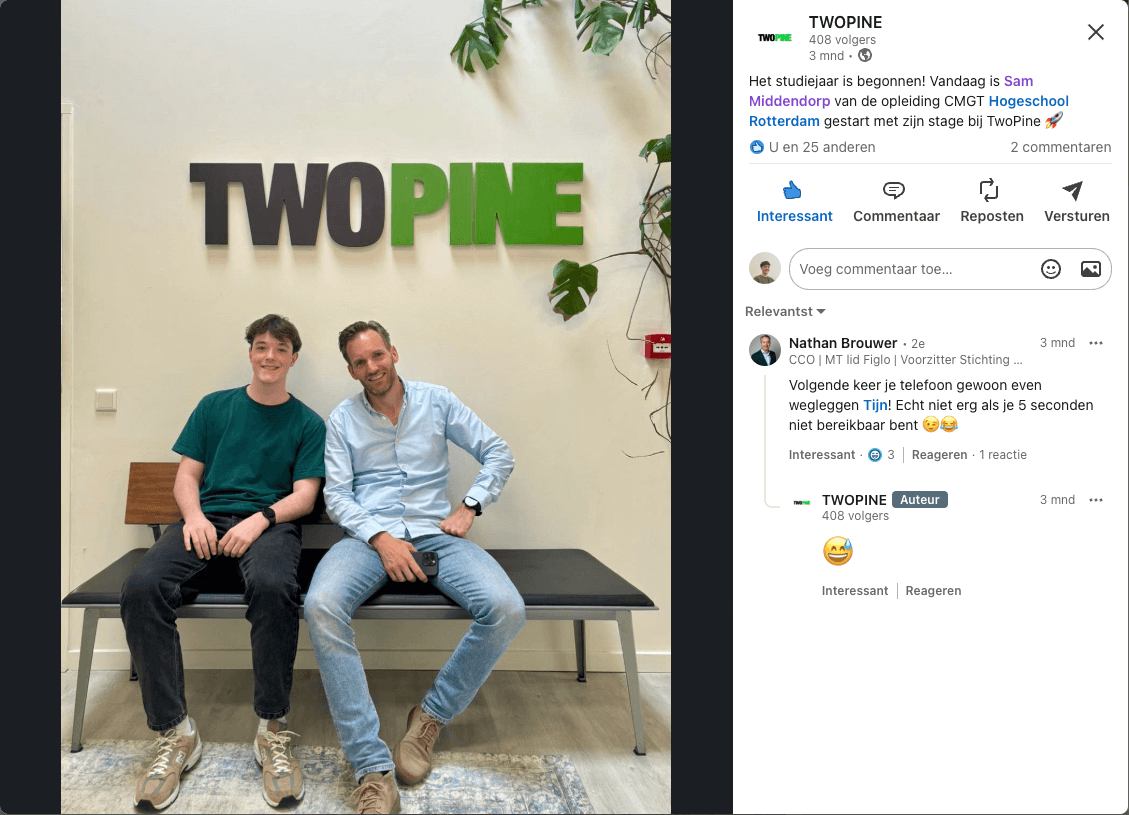 TWOPINE
TWOPINE
TWOPINE
408 volgers
3 mnd •
Het studiejaar is begonnen! Vandaag is Sam
Middendorp van de opleiding CMGT Hogeschool
Rotterdam gestart met zijn stage bij TwoPine 🚀
U en 25 anderen
2 commentaren
Interessant
Commentaar
Reposten
Versturen
Voeg commentaar toe...
Relevantst
Nathan Brouwer • 2e
3 mnd
CCO | MT lid Figlo | Voorzitter Stichting ...
Volgende keer je telefoon gewoon even
wegleggen Tijn! Echt niet erg als je 5 seconden
niet bereikbaar bent 😉😂
Interessant · 3 | Reageren · 1 reactie
TWOPINE
TWOPINE Auteur
3 mnd
408 volgers
😅
Interessant | Reageren